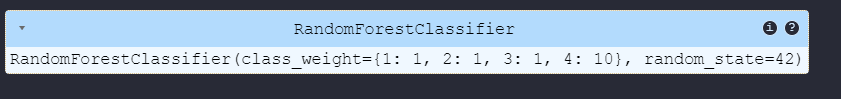 RandomForestClassifier
RandomForestClassifier(class_weight={1: 1, 2: 1, 3: 1, 4: 10}, random_state=42)